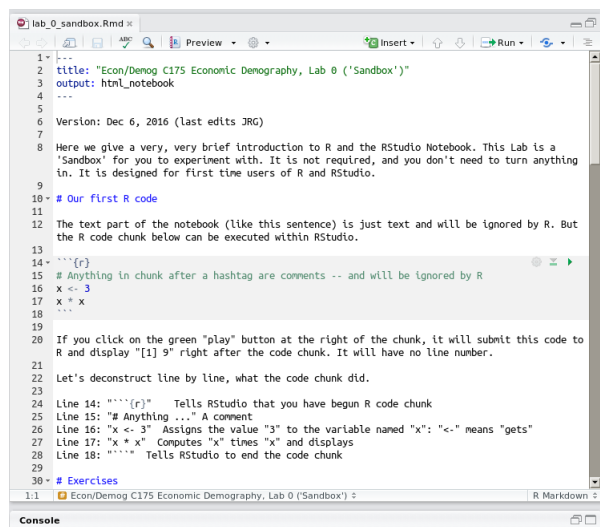 lab_0_sandbox.Rmd ×
ABC Preview Insert Run
1 ---
2 title: "Econ/Demog C175 Economic Demography, Lab 0 ('Sandbox')"
3 output: html_notebook
4 ---
5
6 Version: Dec 6, 2016 (last edits JRG)
7
8 Here we give a very, very brief introduction to R and the RStudio Notebook. This Lab is a
'Sandbox' for you to experiment with. It is not required, and you don't need to turn anything
in. It is designed for first time users of R and RStudio.
9
10 # Our first R code
11
12 The text part of the notebook (like this sentence) is just text and will be ignored by R. But
the R code chunk below can be executed within RStudio.
13
14 ```{r}
15 # Anything in chunk after a hashtag are comments -- and will be ignored by R
16 x <- 3
17 x * x
18 ```
19
20 If you click on the green "play" button at the right of the chunk, it will submit this code to
R and display "[1] 9" right after the code chunk. It will have no line number.
21
22 Let's deconstruct line by line, what the code chunk did.
23
24 Line 14: "```{r}"    Tells RStudio that you have begun R code chunk
25 Line 15: "# Anything ..." A comment
26 Line 16: "x <- 3"  Assigns the value "3" to the variable named "x": "<-" means "gets"
27 Line 17: "x * x"  Computes "x" times "x" and displays
28 Line 18: "```"  Tells RStudio to end the code chunk
29
30 # Exercises
1:1 Econ/Demog C175 Economic Demography, Lab 0 ('Sandbox') R Markdown
Console